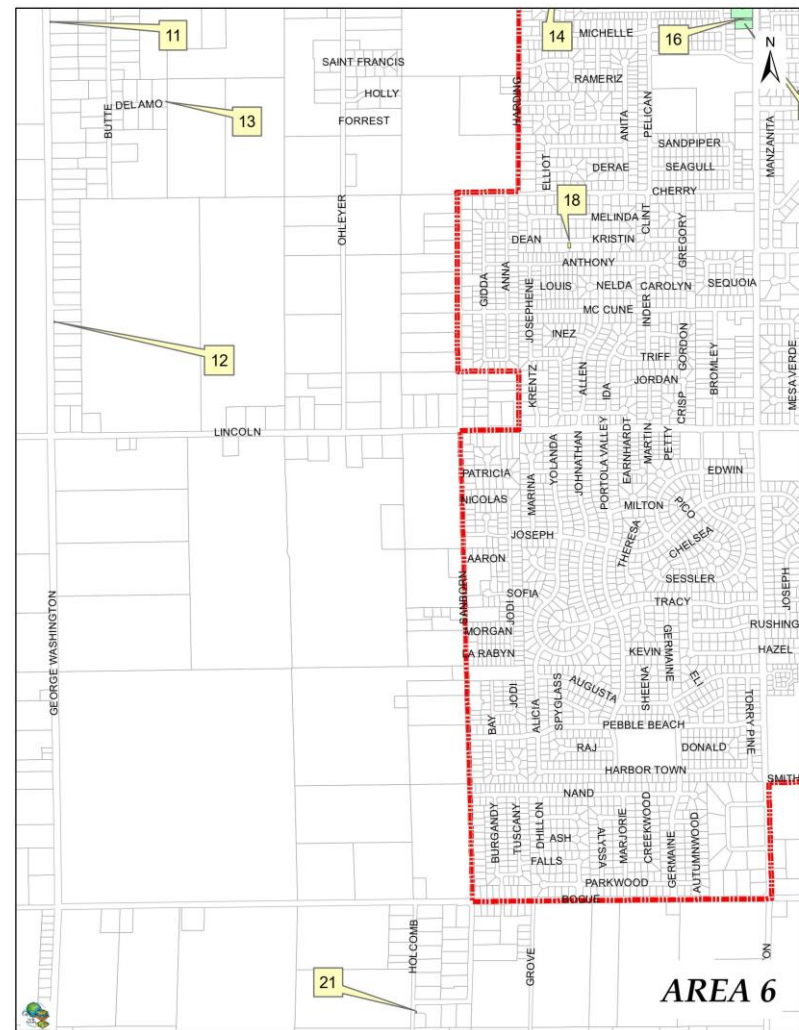 11
14
MICHELLE
16
N
SAINT FRANCIS
RAMERIZ
HOLLY
BUTTE
DEL AMO
13
FORREST
HARDING
ANITA
PELICAN
MANZANITA
SANDPIPER
ELLIOT
DERAE
SEAGULL
CHERRY
18
OHLEYER
MELINDA
CLINT
DEAN
KRISTIN
GREGORY
ANTHONY
GIDDA
ANNA
LOUIS
NELDA
CAROLYN
SEQUOIA
JOSEPHENE
MC CUNE
INDER
12
INEZ
TRIFF
GORDON
BROMLEY
MESA VERDE
KRENTZ
ALLEN
IDA
JORDAN
CRISP
LINCOLN
PATRICIA
MARINA
YOLANDA
JOHNATHAN
PORTOLA VALLEY
EARNHARDT
MARTIN
PETTY
EDWIN
NICOLAS
MILTON
PICO
JOSEPH
THERESA
CHELSEA
AARON
SESSLER
JOSEPH
SANBORN
SOFIA
JODI
TRACY
GEORGE WASHINGTON
MORGAN
RUSHING
LA RABYN
KEVIN
GERMAINE
HAZEL
BAY
JODI
ALICIA
SPYGLASS
AUGUSTA
SHEENA
ELI
TORRY PINE
PEBBLE BEACH
RAJ
DONALD
HARBOR TOWN
SMITH
NAND
BURGANDY
TUSCANY
DHILLON
ASH
ALYSSA
MARJORIE
CREEKWOOD
GERMAINE
AUTUMNWOOD
FALLS
PARKWOOD
BOGUE
HOLCOMB
GROVE
ON
21
AREA 6